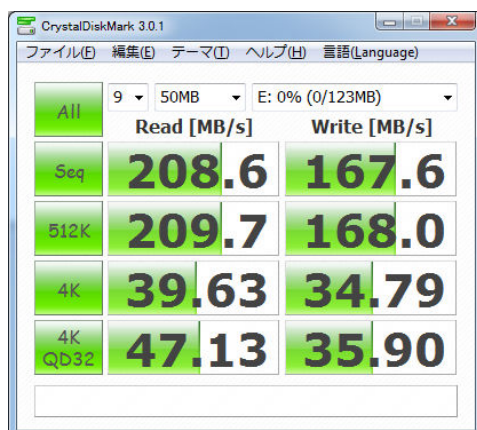 CrystalDiskMark 3.0.1
ファイル(F) 編集(E) テーマ(T) ヘルプ(H) 言語(Language)
All 9 50MB E: 0% (0/123MB)
Read [MB/s] Write [MB/s]
Seq 208.6 167.6
512K 209.7 168.0
4K 39.63 34.79
4K
QD32 47.13 35.90